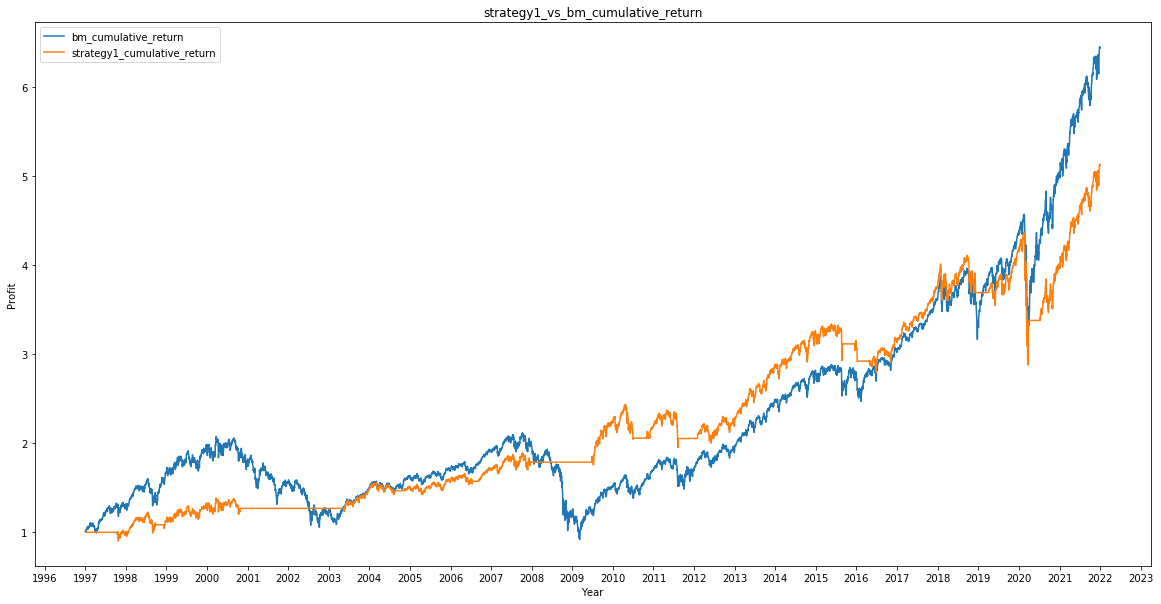 strategy1_vs_bm_cumulative_return
bm_cumulative_return
strategy1_cumulative_return
6
5
4
3
2
1
Profit
1996 1997 1998 1999 2000 2001 2002 2003 2004 2005 2006 2007 2008 2009 2010 2011 2012 2013 2014 2015 2016 2017 2018 2019 2020 2021 2022 2023
Year